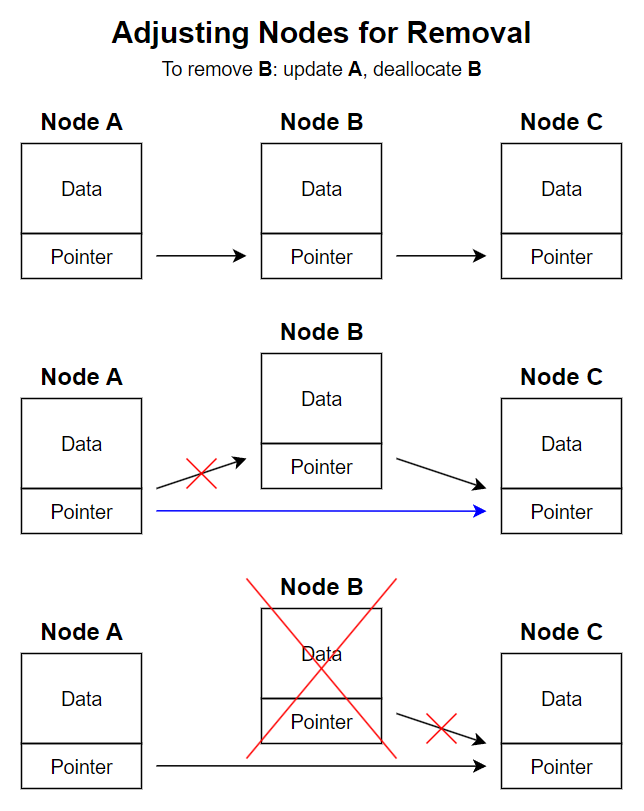 Adjusting Nodes for Removal
To remove B: update A, deallocate B
Node A
Node B
Node C
Data
Data
Data
Pointer
Pointer
Pointer
Node B
Node A
Node C
Data
Data
Data
Pointer
Pointer
Pointer
Node B
Node A
Node C
Data
Data
Data
Pointer
Pointer
Pointer